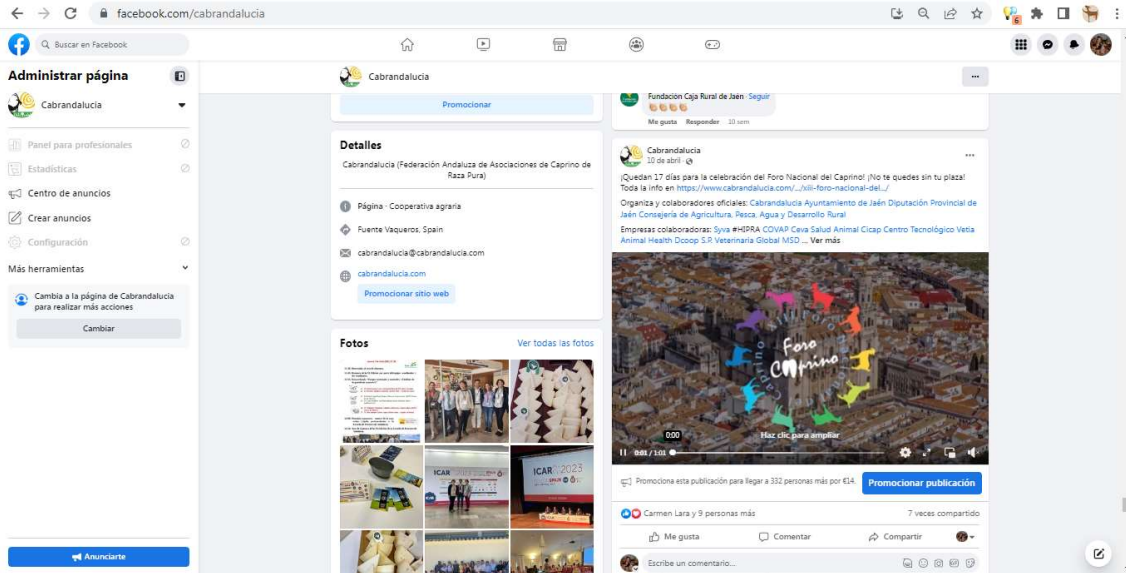 facebook.com/cabrandalucia
6
Buscar en Facebook
Administrar página
Cabrandalucia
Panel para profesionales
Estadísticas
Centro de anuncios
Crear anuncios
Configuración
Más herramientas
Cambia a la página de Cabrandalucia
para realizar más acciones
Cambiar
Anunciarte
Cabrandalucia
Promocionar
Detalles
Cabrandalucia (Federación Andaluza de Asociaciones de Caprino de
Raza Pura)
Página · Cooperativa agraria
Fuente Vaqueros, Spain
cabrandalucia@cabrandalucia.com
cabrandalucia.com
Promocionar sitio web
Fotos
Ver todas las fotos
ICAR
ICAR 2023
Fundación Caja Rural de Jaén · Seguir
Me gusta Responder 10 sem
Cabrandalucia
10 de abril ·
¡Quedan 17 días para la celebración del Foro Nacional del Caprino! ¡No te quedes sin tu plaza!
Toda la info en https://www.cabrandalucia.com/.../xiii-foro-nacional-del.../
Organiza y colaboradores oficiales: Cabrandalucia Ayuntamiento de Jaén Diputación Provincial de
Jaén Consejería de Agricultura, Pesca, Agua y Desarrollo Rural
Empresas colaboradoras: Syva #HIPRA COVAP Ceva Salud Animal Cicap Centro Tecnológico Vetia
Animal Health Dcoop S.P. Veterinaria Global MSD ... Ver más
Foro
Caprino
0:00
Haz clic para ampliar
0:01 / 1:01
Promociona esta publicación para llegar a 332 personas más por €14.
Promocionar publicación
Carmen Lara y 9 personas más
7 veces compartido
Me gusta
Comentar
Compartir
Escribe un comentario...
GIF